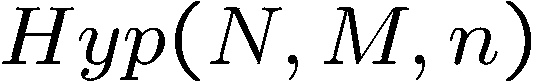 Hyp(N, M, n)